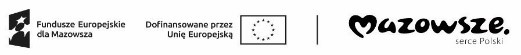 Fundusze Europejskie
dla Mazowsza
Dofinansowane przez
Unię Europejską
mazowsze.
serce Polski